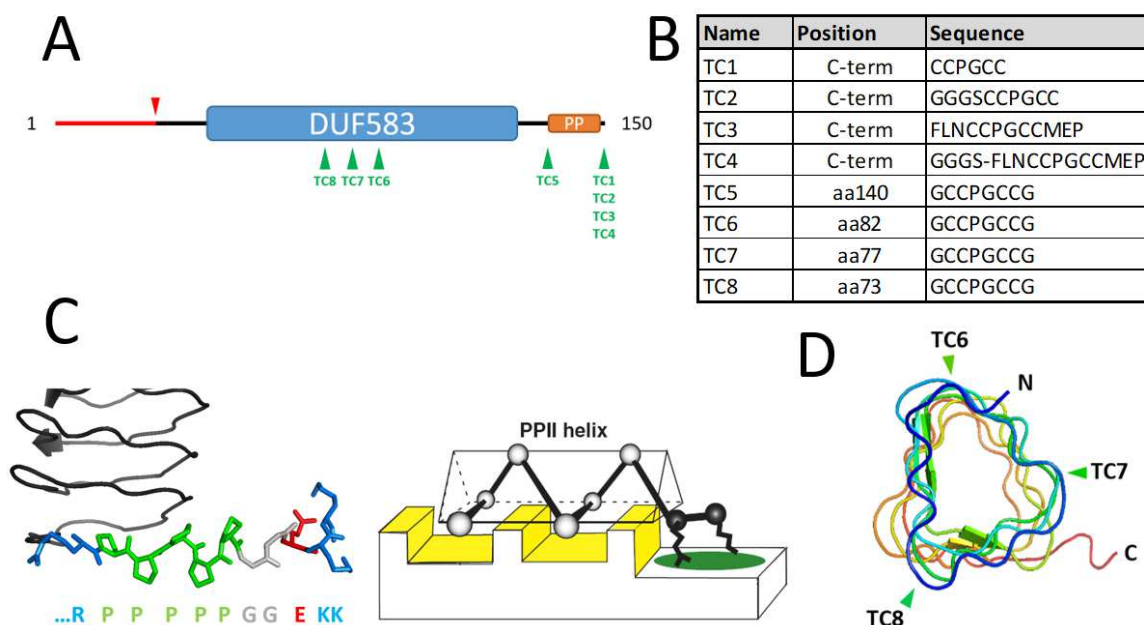 A
1
DUF583
PP
150
TC8
TC7
TC6
TC5
TC1
TC2
TC3
TC4
B
Name Position Sequence
TC1 C-term CCPGCC
TC2 C-term GGGSCCPGCC
TC3 C-term FLNCCPGCCMEP
TC4 C-term GGGS-FLNCCPGCCMEP
TC5 aa140 GCCPGCCG
TC6 aa82 GCCPGCCG
TC7 aa77 GCCPGCCG
TC8 aa73 GCCPGCCG
C
...R P P P P P G G E KK
PPII helix
D
TC6
N
TC7
C
TC8